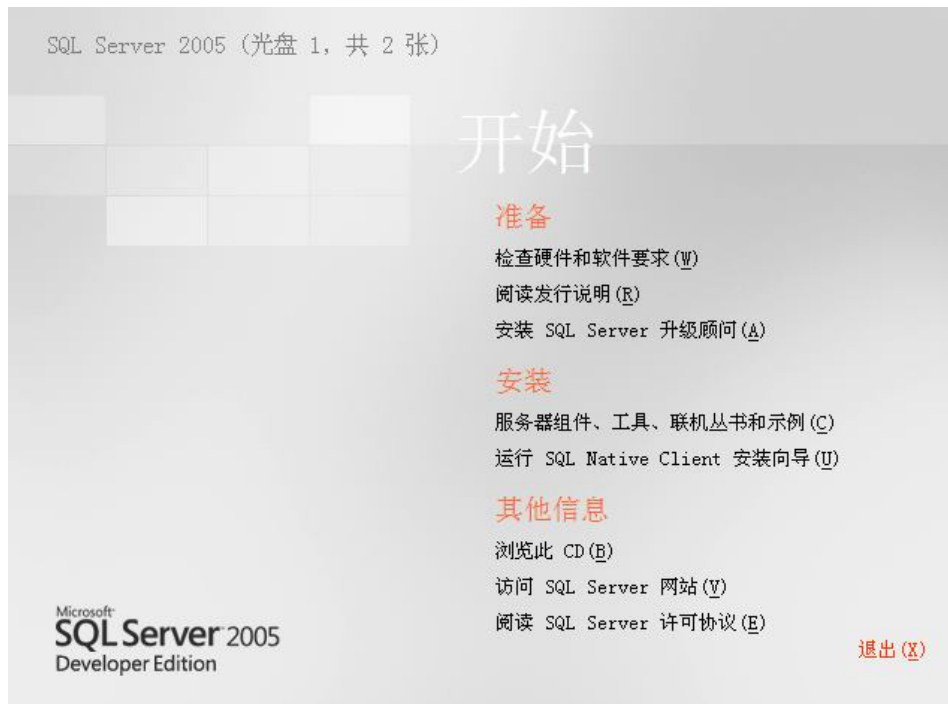 SQL Server 2005 (光盘 1, 共 2 张)
开始
准备
检查硬件和软件要求(W)
阅读发行说明(R)
安装 SQL Server 升级顾问(A)
安装
服务器组件、工具、联机丛书和示例(C)
运行 SQL Native Client 安装向导(U)
其他信息
浏览此 CD(B)
访问 SQL Server 网站(V)
阅读 SQL Server 许可协议(E)
Microsoft
SQL Server 2005
Developer Edition
退出(X)